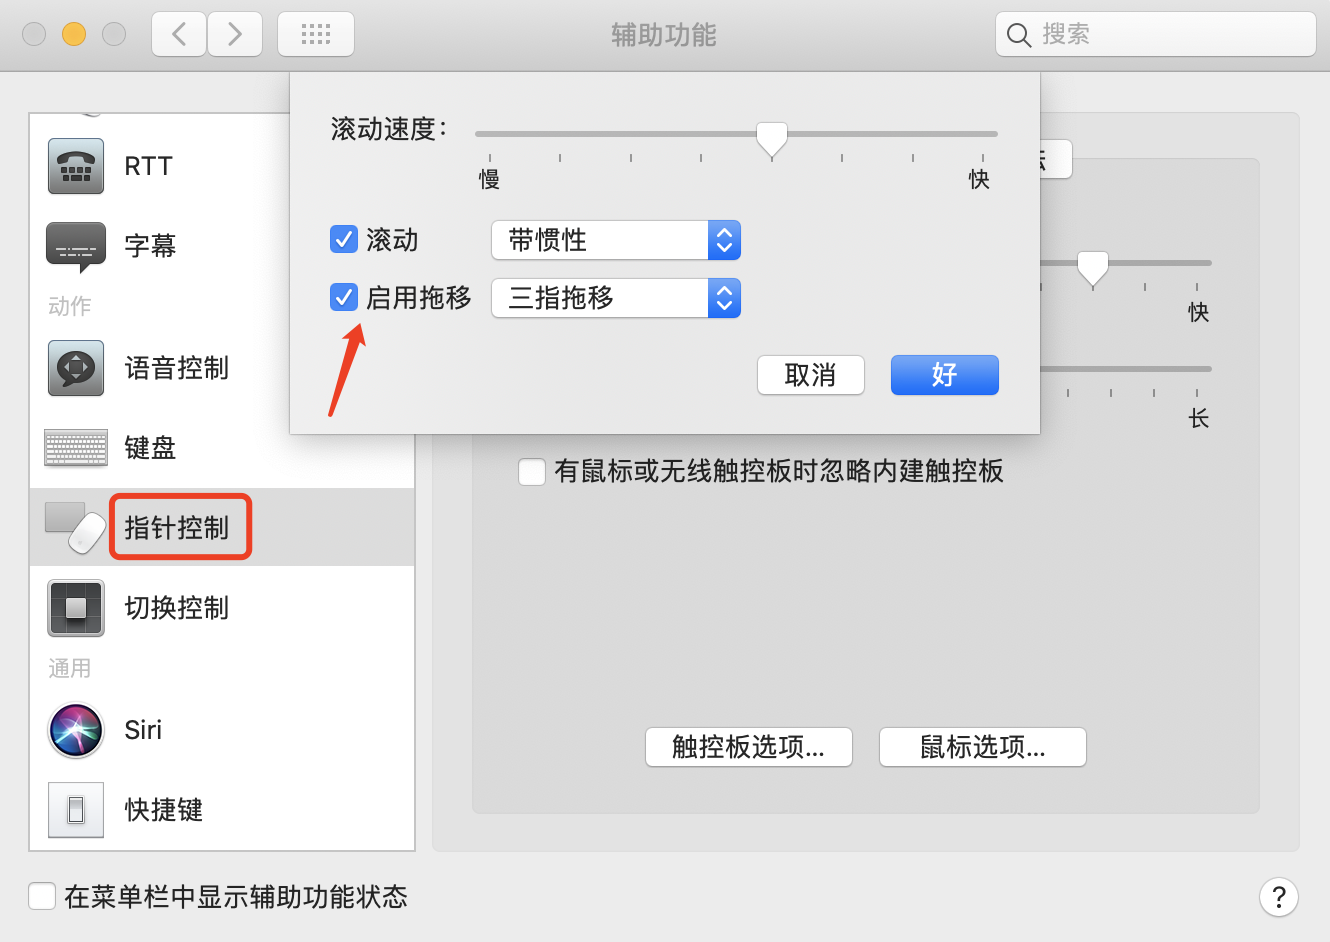 辅助功能
搜索
RTT
字幕
动作
语音控制
键盘
指针控制
切换控制
通用
Siri
快捷键
滚动速度：
慢
快
滚动
带惯性
启用拖移
三指拖移
取消
好
快
长
有鼠标或无线触控板时忽略内建触控板
触控板选项...
鼠标选项...
在菜单栏中显示辅助功能状态
?